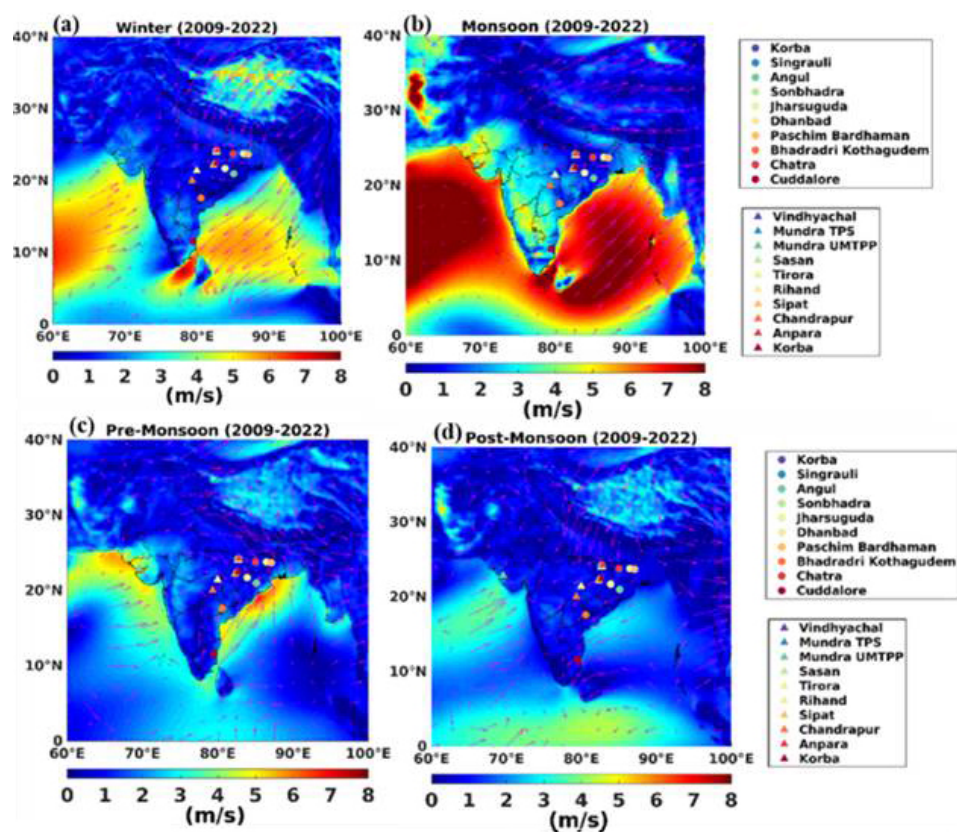 (a)
Winter (2009-2022)
40°N
30°N
20°N
10°N
0
60°E 70°E 80°E 90°E 100°E
0 1 2 3 4 5 6 7 8
(m/s)
(b)
Monsoon (2009-2022)
40°N
30°N
20°N
10°N
0
60°E 70°E 80°E 90°E 100°E
0 1 2 3 4 5 6 7 8
(m/s)
Korba
Singrauli
Angul
Sonbhadra
Jharsuguda
Dhanbad
Paschim Bardhaman
Bhadradri Kothagudem
Chatra
Cuddalore
Vindhyachal
Mundra TPS
Mundra UMTPP
Sasan
Tirora
Rihand
Sipat
Chandrapur
Anpara
Korba
(c)
Pre-Monsoon (2009-2022)
40°N
30°N
20°N
10°N
0
60°E 70°E 80°E 90°E 100°E
0 1 2 3 4 5 6 7 8
(m/s)
(d)
Post-Monsoon (2009-2022)
40°N
30°N
20°N
10°N
0
60°E 70°E 80°E 90°E 100°E
0 1 2 3 4 5 6 7 8
(m/s)
Korba
Singrauli
Angul
Sonbhadra
Jharsuguda
Dhanbad
Paschim Bardhaman
Bhadradri Kothagudem
Chatra
Cuddalore
Vindhyachal
Mundra TPS
Mundra UMTPP
Sasan
Tirora
Rihand
Sipat
Chandrapur
Anpara
Korba